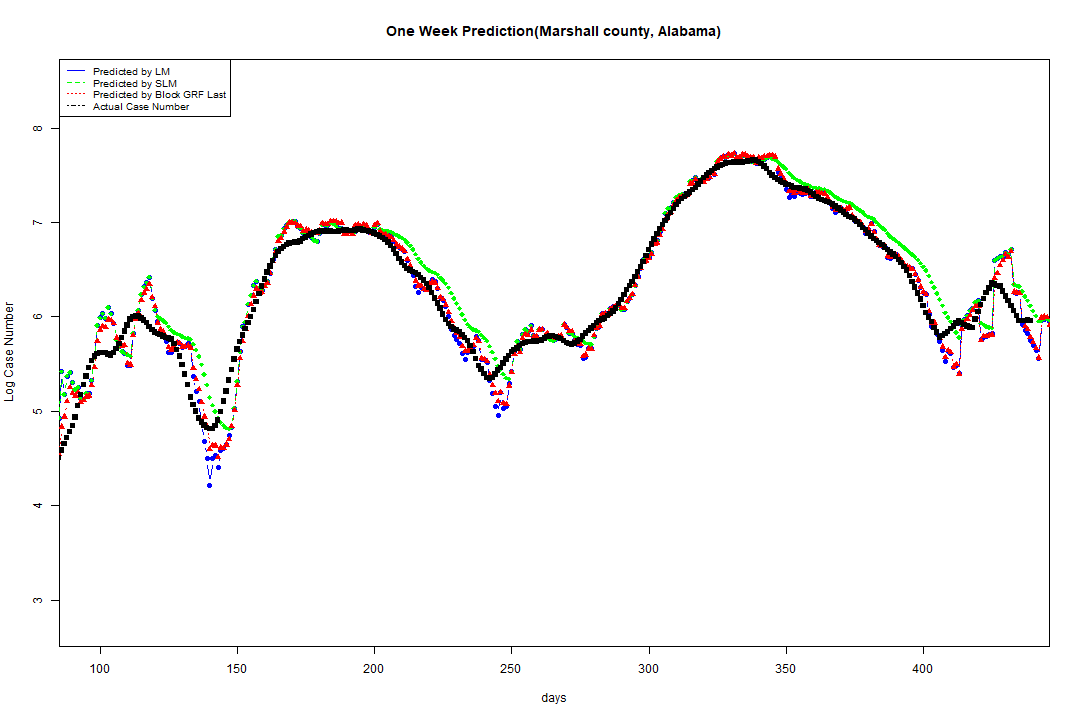 One Week Prediction(Marshall county, Alabama)
Predicted by LM
Predicted by SLM
Predicted by Block GRF Last
Actual Case Number
8
7
6
5
4
3
Log Case Number
100 150 200 250 300 350 400
days